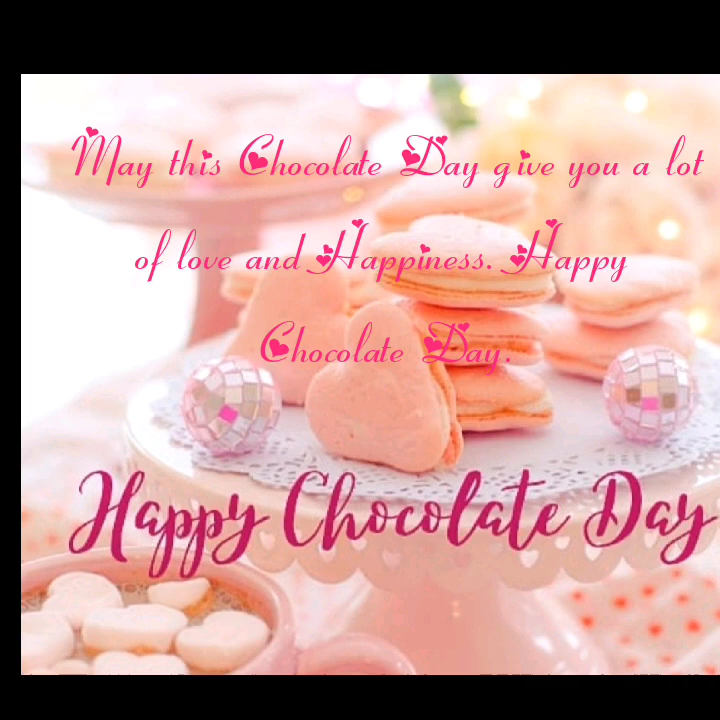 May this Chocolate Day give you a lot
of love and Happiness. Happy
Chocolate Day.
Happy Chocolate Day